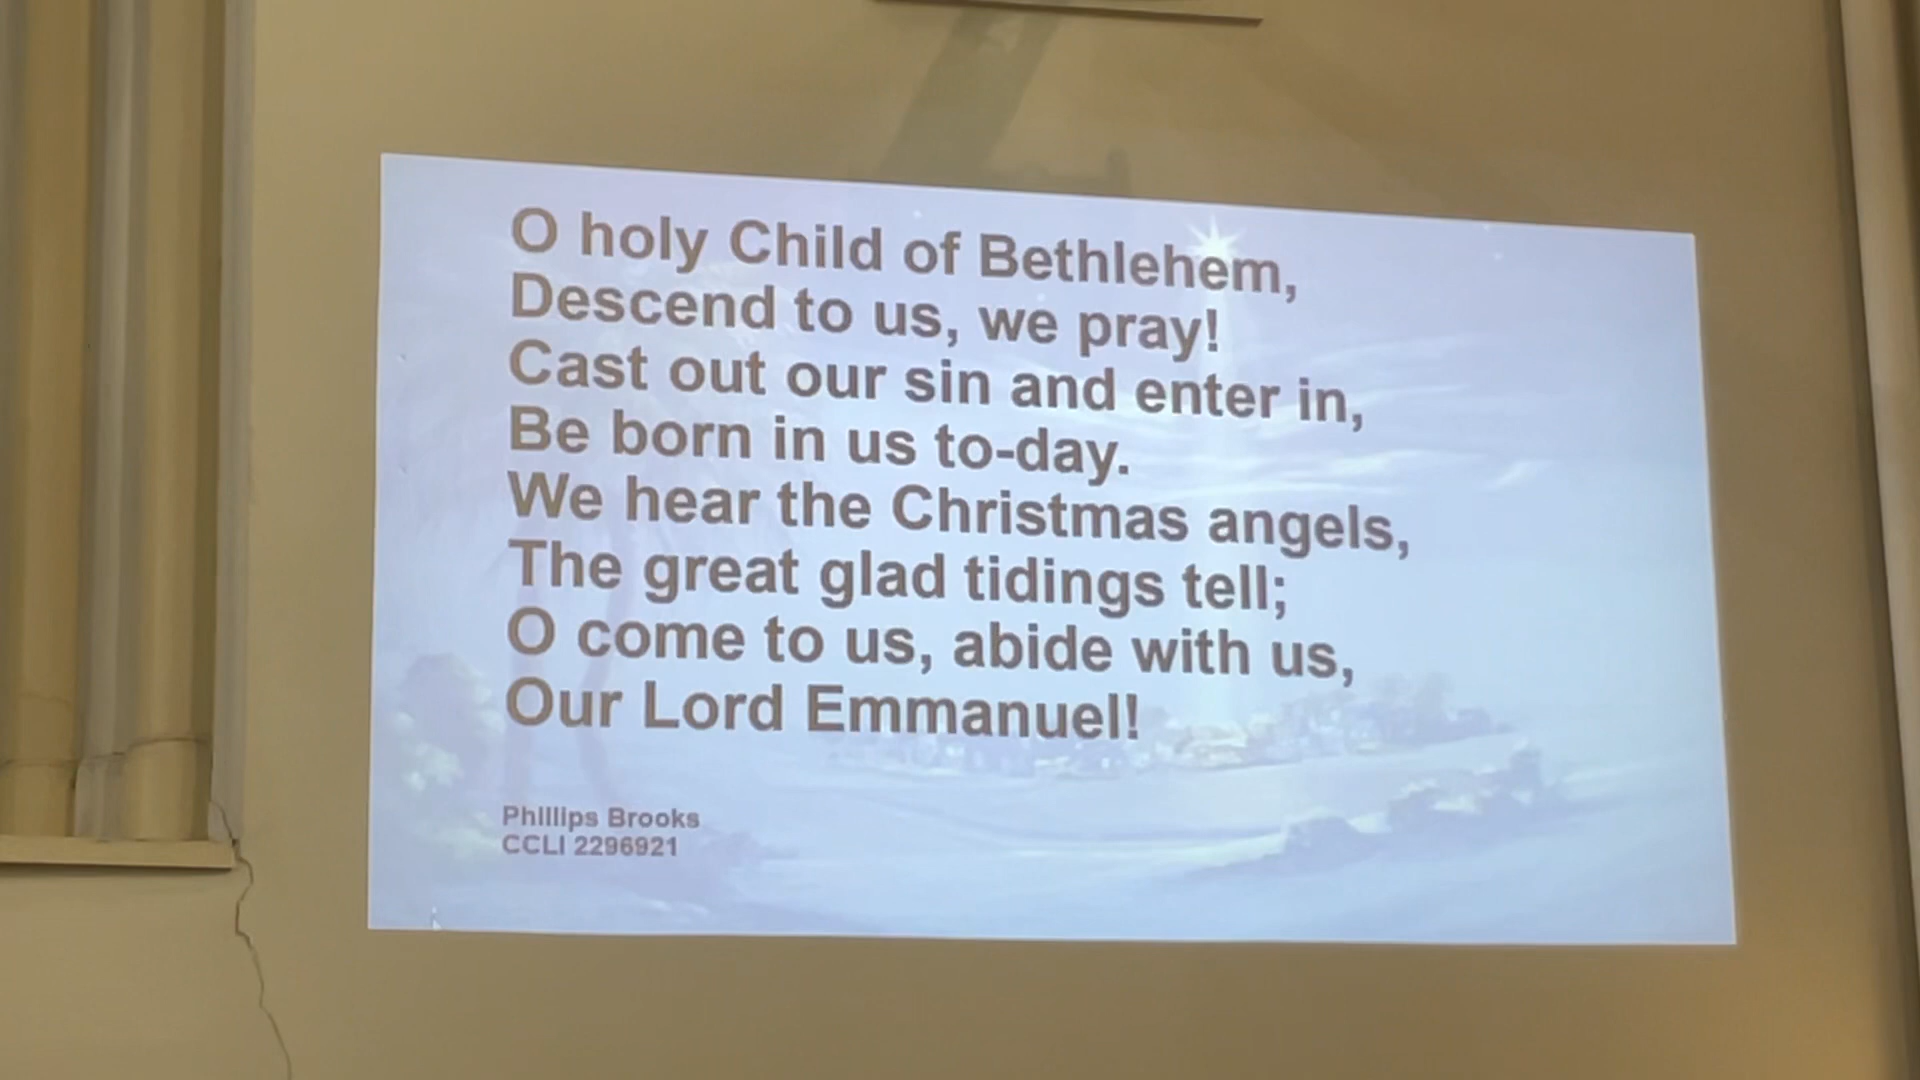 O holy Child of Bethlehem,
Descend to us, we pray!
Cast out our sin and enter in,
Be born in us to-day.
We hear the Christmas angels,
The great glad tidings tell;
O come to us, abide with us,
Our Lord Emmanuel!
Phillips Brooks
CCLI 2296921